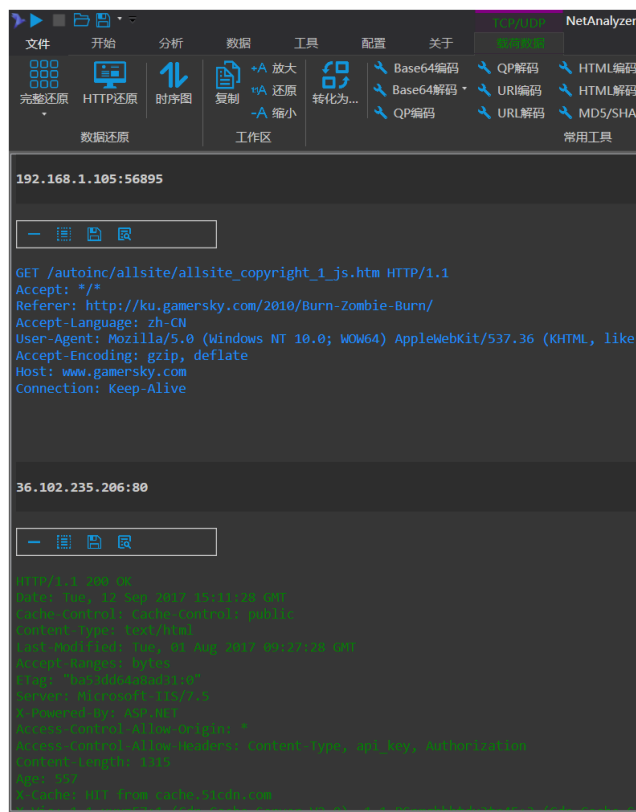 TCP/UDP NetAnalyzer
文件 开始 分析 数据 工具 配置 关于 载荷数据
完整还原 HTTP还原 时序图 复制 +A 放大 转化为... Base64编码 QP解码 HTML编码
A 还原 Base64解码 URI编码 HTML解码
-A 缩小 QP编码 URL解码 MD5/SHA
数据还原 工作区 常用工具
192.168.1.105:56895
GET /autoinc/allsite/allsite_copyright_1_js.htm HTTP/1.1
Accept: */*
Referer: http://ku.gamersky.com/2010/Burn-Zombie-Burn/
Accept-Language: zh-CN
User-Agent: Mozilla/5.0 (Windows NT 10.0; WOW64) AppleWebKit/537.36 (KHTML, like
Accept-Encoding: gzip, deflate
Host: www.gamersky.com
Connection: Keep-Alive
36.102.235.206:80
HTTP/1.1 200 OK
Date: Tue, 12 Sep 2017 15:11:28 GMT
Cache-Control: Cache-Control: public
Content-Type: text/html
Last-Modified: Tue, 01 Aug 2017 09:27:28 GMT
Accept-Ranges: bytes
ETag: "ba53dd64a8ad31:0"
Server: Microsoft-IIS/7.5
X-Powered-By: ASP.NET
Access-Control-Allow-Origin: *
Access-Control-Allow-Headers: Content-Type, api_key, Authorization
Content-Length: 1315
Age: 557
X-Cache: HIT from cache.51cdn.com